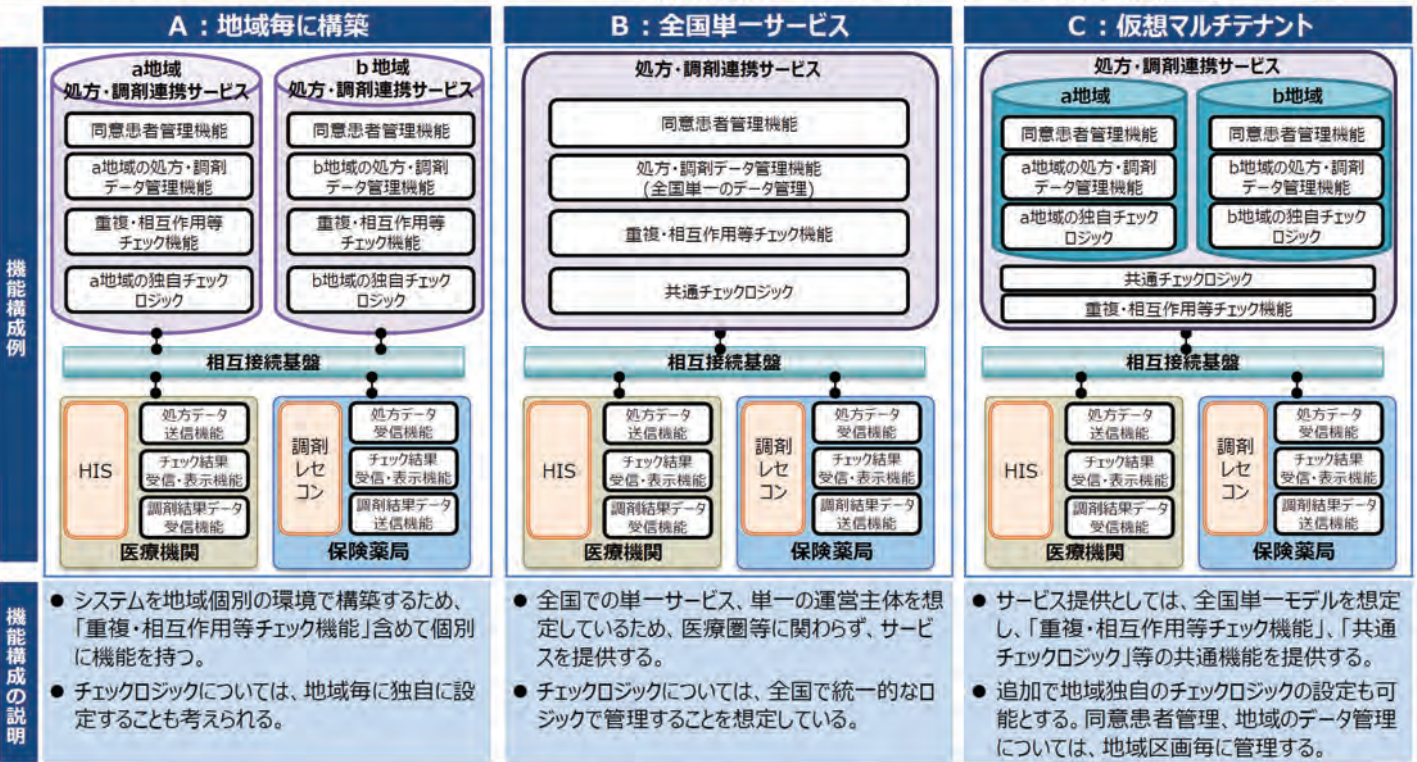 A：地域毎に構築
B：全国単一サービス
C：仮想マルチテナント
機能構成例
a地域
処方・調剤連携サービス
同意患者管理機能
a地域の処方・調剤
データ管理機能
重複・相互作用等
チェック機能
a地域の独自チェック
ロジック
b地域
処方・調剤連携サービス
同意患者管理機能
b地域の処方・調剤
データ管理機能
重複・相互作用等
チェック機能
b地域の独自チェック
ロジック
相互接続基盤
HIS
処方データ
送信機能
チェック結果
受信・表示機能
調剤結果データ
受信機能
医療機関
調剤
レセ
コン
処方データ
受信機能
チェック結果
受信・表示機能
調剤結果データ
送信機能
保険薬局
処方・調剤連携サービス
同意患者管理機能
処方・調剤データ管理機能
(全国単一のデータ管理)
重複・相互作用等チェック機能
共通チェックロジック
相互接続基盤
HIS
処方データ
送信機能
チェック結果
受信・表示機能
調剤結果データ
受信機能
医療機関
調剤
レセ
コン
処方データ
受信機能
チェック結果
受信・表示機能
調剤結果データ
送信機能
保険薬局
処方・調剤連携サービス
a地域
同意患者管理機能
a地域の処方・調剤
データ管理機能
a地域の独自チェック
ロジック
b地域
同意患者管理機能
b地域の処方・調剤
データ管理機能
b地域の独自チェック
ロジック
共通チェックロジック
重複・相互作用等チェック機能
相互接続基盤
HIS
処方データ
送信機能
チェック結果
受信・表示機能
調剤結果データ
受信機能
医療機関
調剤
レセ
コン
処方データ
受信機能
チェック結果
受信・表示機能
調剤結果データ
送信機能
保険薬局
機能構成の説明
● システムを地域個別の環境で構築するため、
「重複・相互作用等チェック機能」含めて個別
に機能を持つ。
● チェックロジックについては、地域毎に独自に設
定することも考えられる。
● 全国での単一サービス、単一の運営主体を想
定しているため、医療圏等に関わらず、サービ
スを提供する。
● チェックロジックについては、全国で統一的なロ
ジックで管理することを想定している。
● サービス提供としては、全国単一モデルを想定
し、「重複・相互作用等チェック機能」、「共通
チェックロジック」等の共通機能を提供する。
● 追加で地域独自のチェックロジックの設定も可
能とする。同意患者管理、地域のデータ管理
については、地域区画毎に管理する。